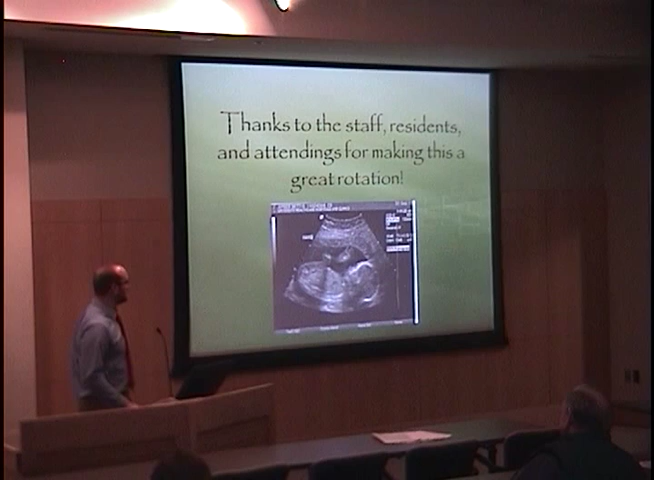 Thanks to the staff, residents,
and attendings for making this a
great rotation!